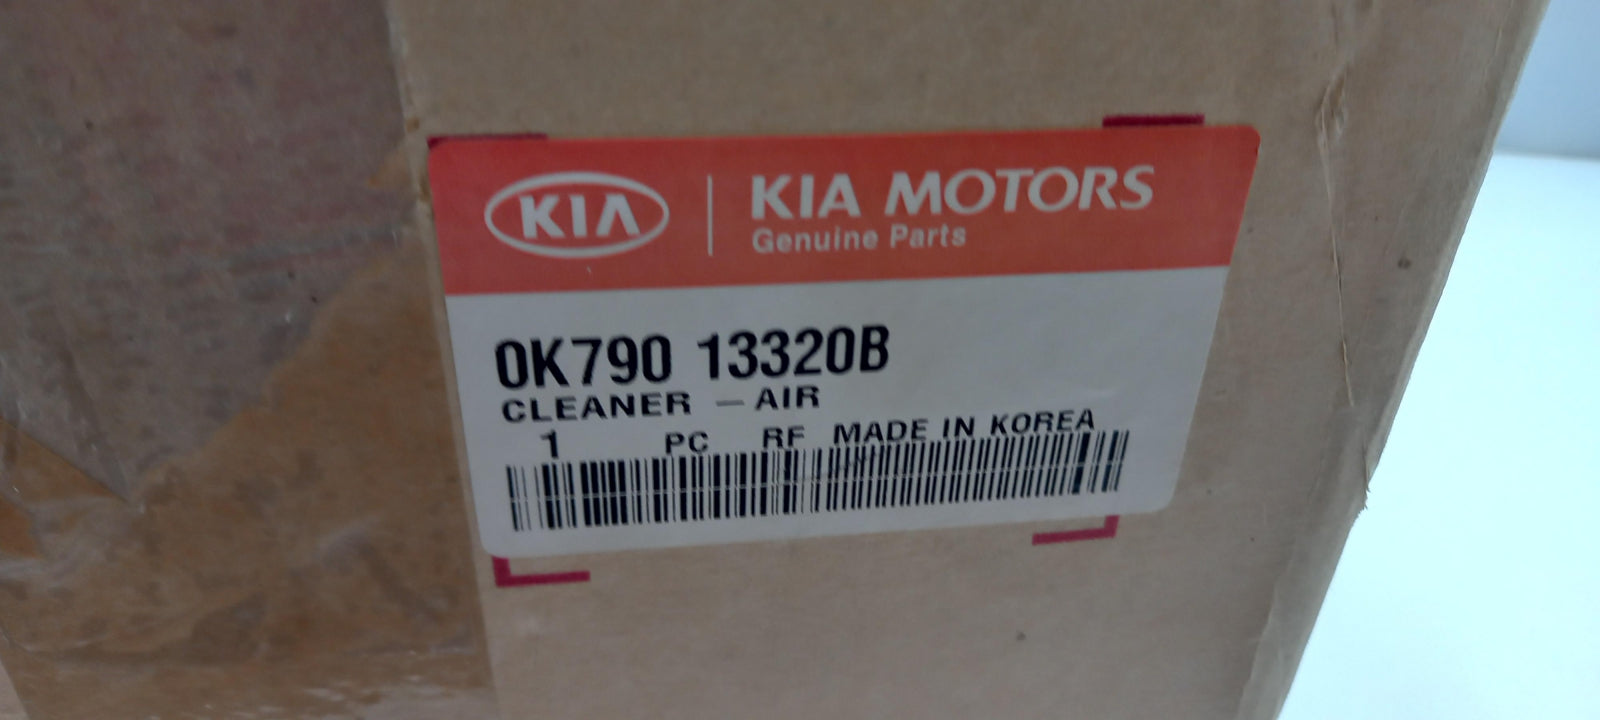 KIA KIA MOTORS
Genuine Parts
0K790 13320B
CLEANER -AIR
1 PC RF MADE IN KOREA